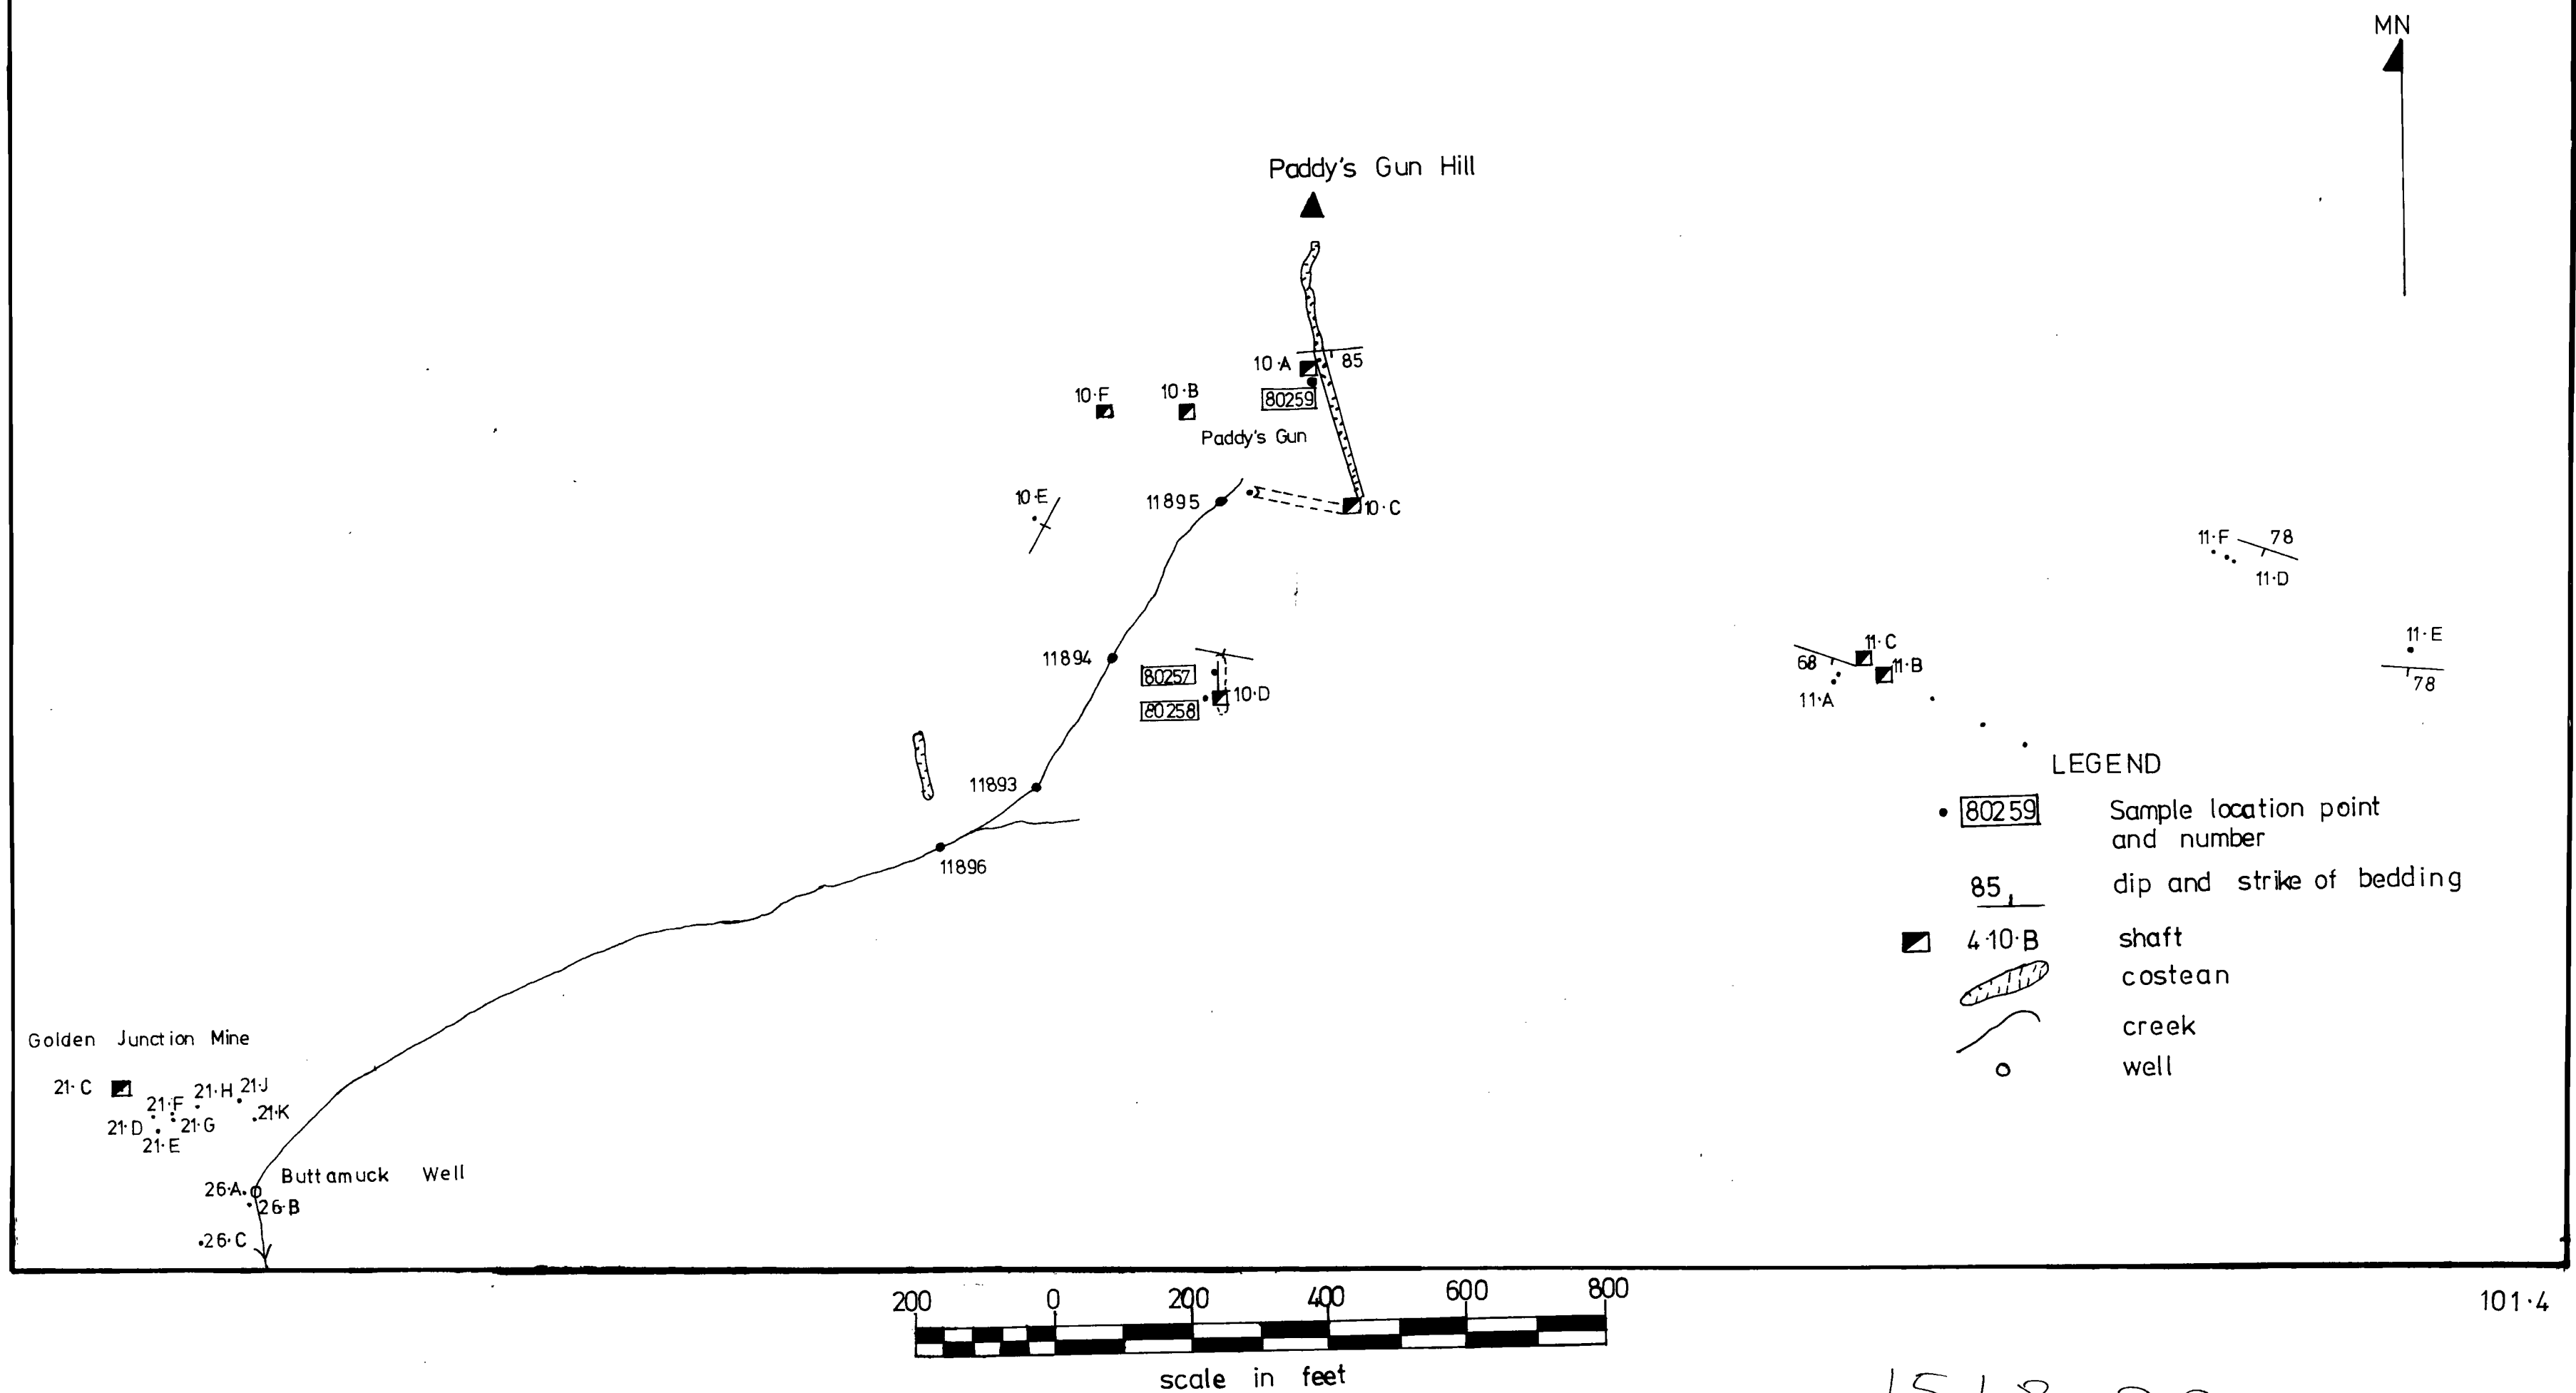 MN
Paddy's Gun Hill
10·A
85
80259
10·F
10·B
Paddy's Gun
10·E
11895
10·C
11·F
78
11·D
11894
80257
80258
10·D
11·C
68
11·B
11·A
11·E
78
11893
11896
LEGEND
80259 Sample location point
and number
85 dip and strike of bedding
4·10·B shaft
costean
creek
well
Golden Junction Mine
21·C
21·F
21·H
21·J
21·K
21·D
21·G
21·E
Buttamuck Well
26·A
26·B
26·C
200 0 200 400 600 800
scale in feet
101·4